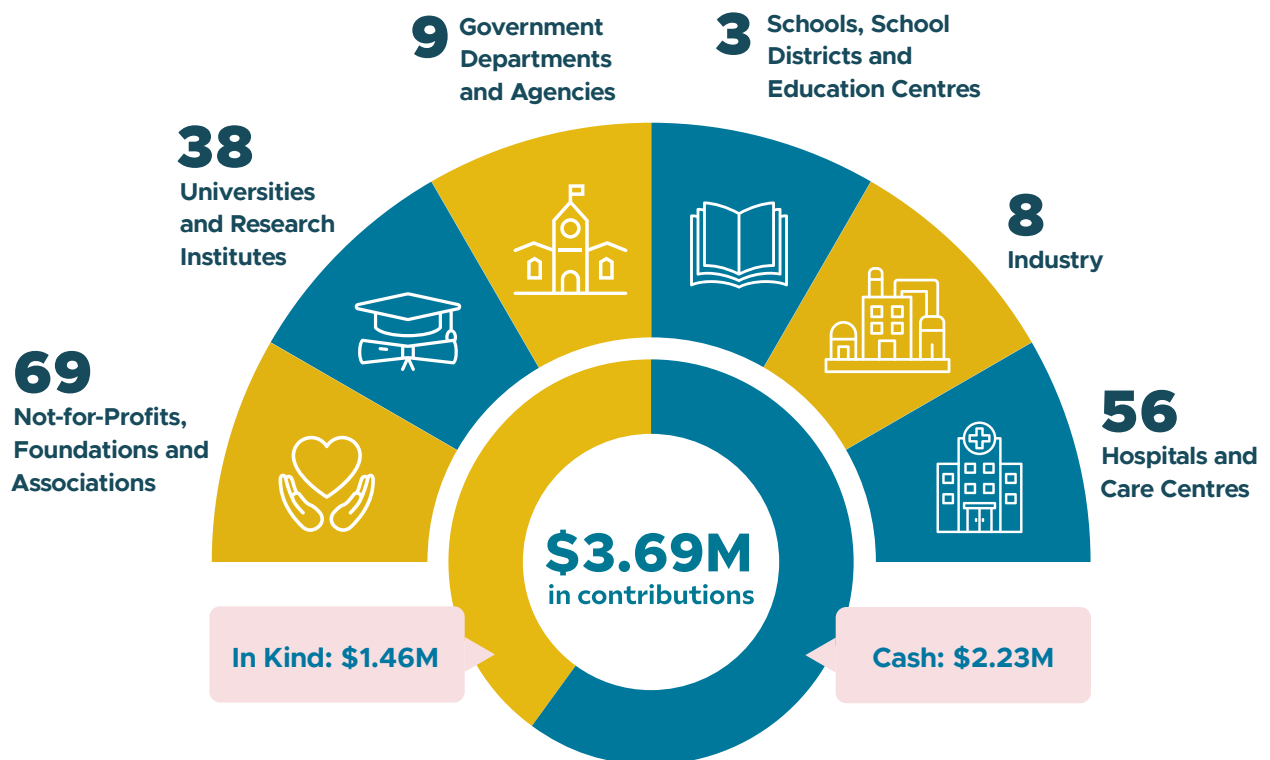 9
Government
Departments
and Agencies
3
Schools, School
Districts and
Education Centres
38
Universities
and Research
Institutes
8
Industry
69
Not-for-Profits,
Foundations and
Associations
56
Hospitals and
Care Centres
$3.69M
in contributions
In Kind: $1.46M
Cash: $2.23M